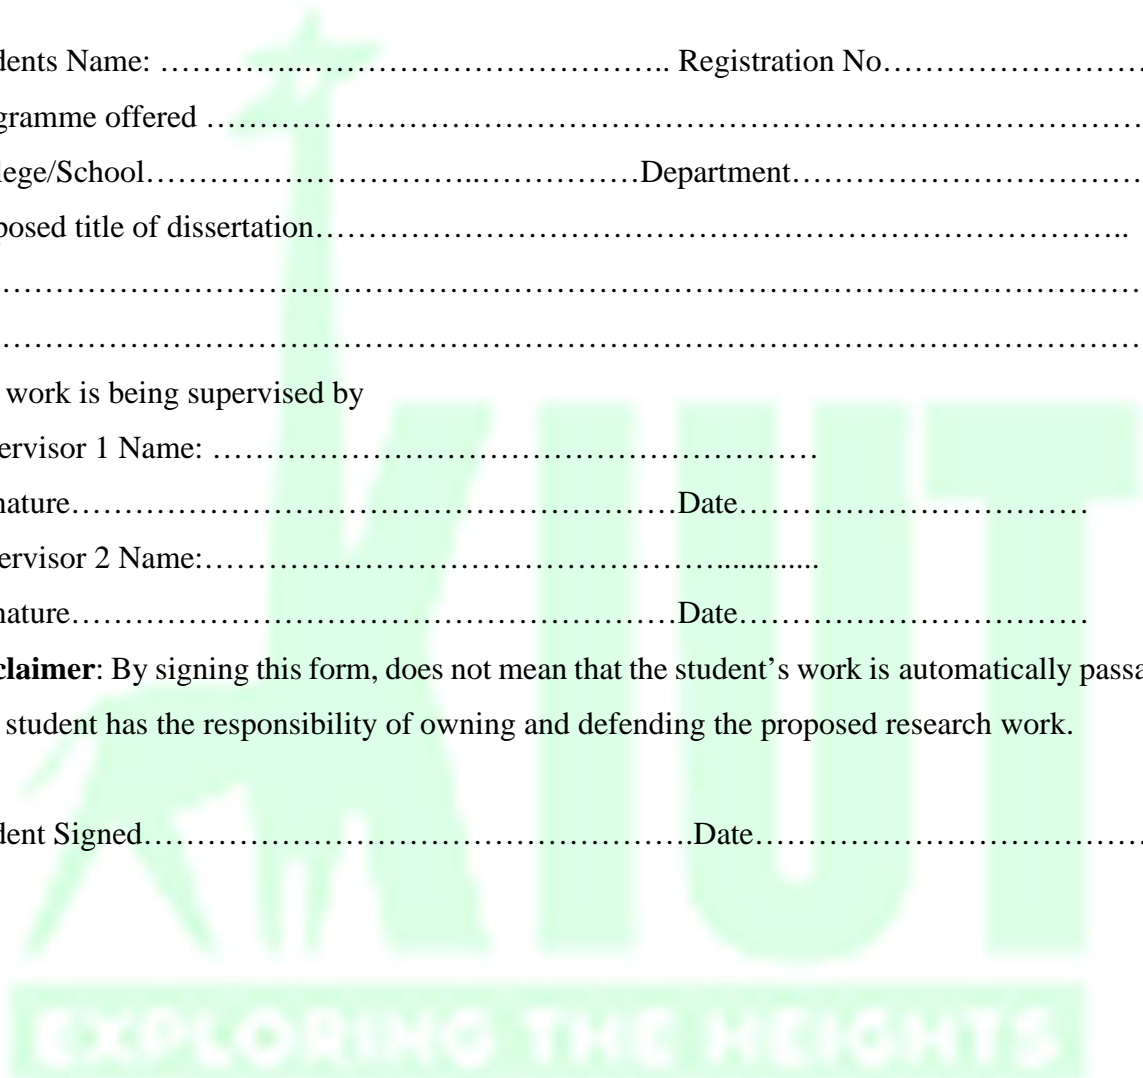 dents Name: ………….………………………………. Registration No……………………
gramme offered ……………………………………………………………………………
lege/School…………………………..……………Department…………………………………
posed title of dissertation…………………………………………………………………………..
………………………………………………………………………………………………………
………………………………………………………………………………………………………
work is being supervised by
ervisor 1 Name: …………………………………………………
nature…………………………………………………Date……………………………
ervisor 2 Name:…………………………………………............
nature…………………………………………………Date……………………………
claimer: By signing this form, does not mean that the student’s work is automatically passa
student has the responsibility of owning and defending the proposed research work.
dent Signed…………………………………………….Date…………………………………
KIUT
EXPLORING THE HEIGHTS